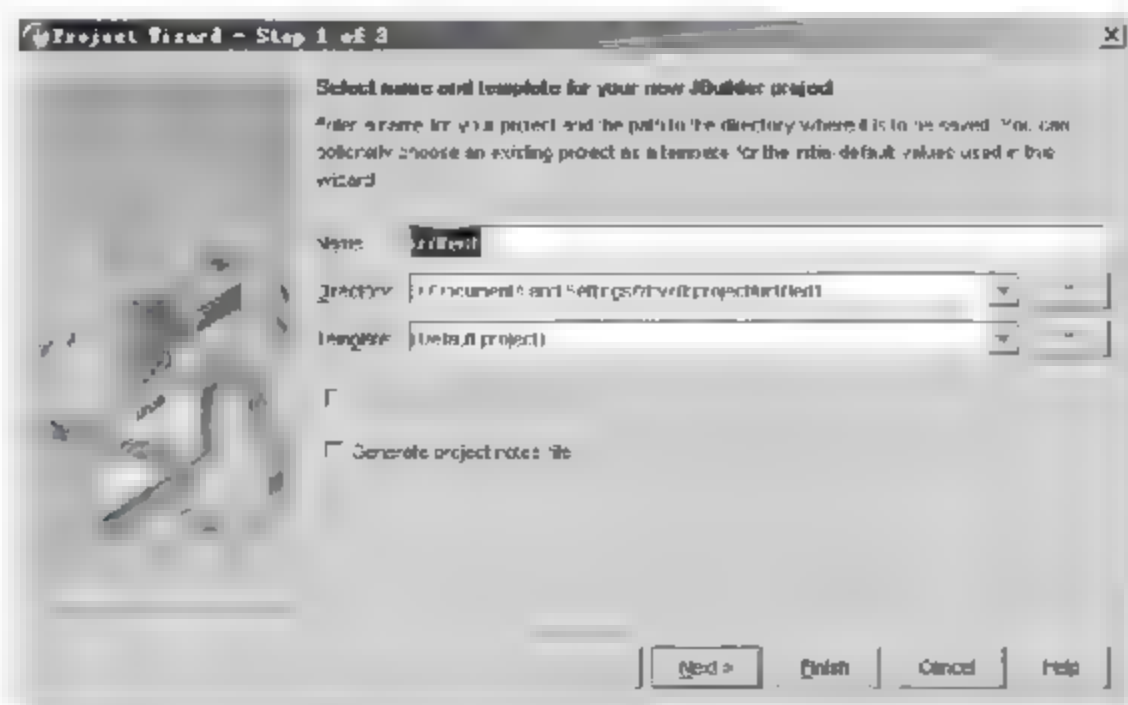 Project Wizard - Step 1 of 3
Select name and template for your new JBuilder project
Enter a name for your project and the path to the directory where it is to be saved. You can
optionally choose an existing project as a template for the initial default values used in this
wizard
Name:
Directory: Documents and Settings
Template: (Default project)
Generate project notes file
Next > Finish Cancel Help